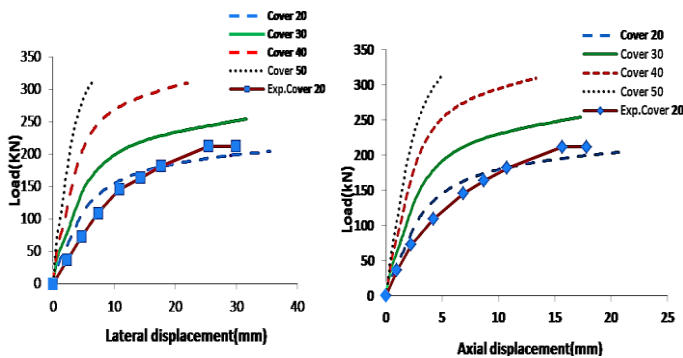 Cover 20
Cover 30
Cover 40
Cover 50
Exp.Cover 20
350
300
250
200
150
100
50
0
Load(KN)
0
10
20
30
40
Lateral displacement(mm)
Cover 20
Cover 30
Cover 40
Cover 50
Exp.Cover 20
350
300
250
200
150
100
50
0
Load(kN)
0
5
10
15
20
25
Axial displacement(mm)